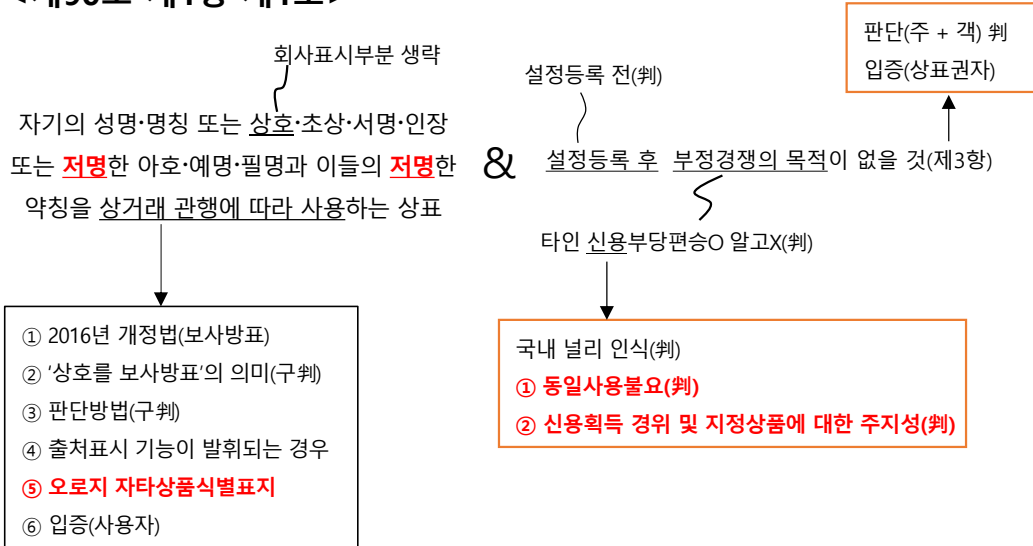 <제90조 제1항 제1호>
판단(주 + 객) 判
입증(상표권자)
회사표시부분 생략
설정등록 전(判)
자기의 성명·명칭 또는 상호·초상·서명·인장
또는 저명한 아호·예명·필명과 이들의 저명한
약칭을 상거래 관행에 따라 사용하는 상표
&
설정등록 후 부정경쟁의 목적이 없을 것(제3항)
타인 신용부당편승O 알고X(判)
① 2016년 개정법(보사방표)
② ‘상호를 보사방표’의 의미(구判)
③ 판단방법(구判)
④ 출처표시 기능이 발휘되는 경우
⑤ 오로지 자타상품식별표지
⑥ 입증(사용자)
국내 널리 인식(判)
① 동일사용불요(判)
② 신용획득 경위 및 지정상품에 대한 주지성(判)